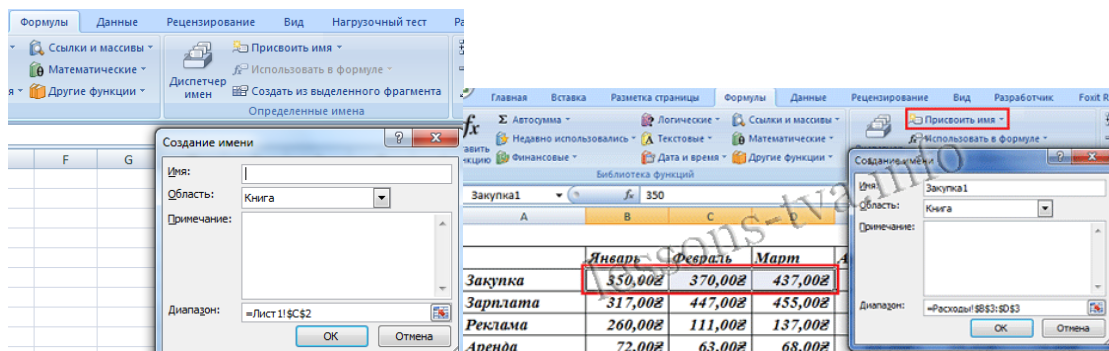 Формулы Данные Рецензирование Вид Нагрузочный тест
Ссылки и массивы Присвоить имя
Математические Использовать в формуле
Диспетчер имен
Другие функции Создать из выделенного фрагмента
Определенные имена
F G
Создание имени
Имя:
Область: Книга
Примечание:
Диапазон: =Лист1!$C$2
OK Отмена
Главная Вставка Разметка страницы Формулы Данные Рецензирование Вид Разработчик Foxit R
Σ Автосумма Логические Ссылки и массивы Присвоить имя
Недавно использовались Текстовые Математические Использовать в формуле
Финансовые Дата и время Другие функции
Библиотека функций
Закупка1 fx 350
A B C D
Январь Февраль Март
Закупка 350,00₴ 370,00₴ 437,00₴
Зарплата 317,00₴ 447,00₴ 455,00₴
Реклама 260,00₴ 111,00₴ 137,00₴
Аренда 72,00₴ 63,00₴ 68,00₴
Создание имени
Имя: Закупка1
Область: Книга
Примечание:
Диапазон: =Расходы!$B$3:$D$3
OK Отмена
lessons-tva.info